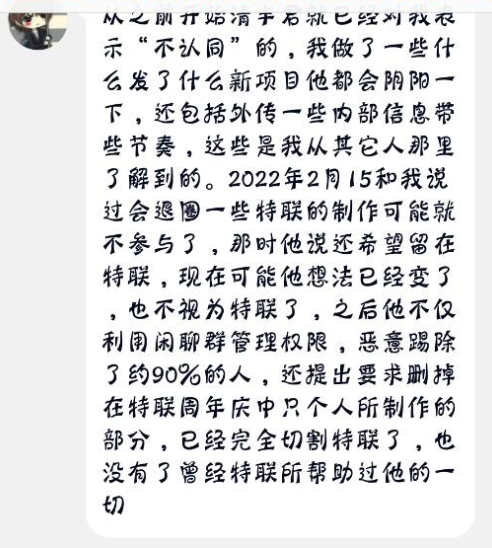 从之前开始清丰君就已经对我表
示“不认同”的，我做了一些什
么发了什么新项目他都会阴阳一
下，还包括外传一些内部信息带
些节奏，这些是我从其它人那里
了解到的。2022年2月15和我说
过会退圈一些特联的制作可能就
不参与了，那时他说还希望留在
特联，现在可能他想法已经变了
，也不视为特联了，之后他不仅
利用闲聊群管理权限，恶意踢除
了约90%的人，还提出要求删掉
在特联周年庆中只个人所制作的
部分，已经完全切割特联了，也
没有了曾经特联所帮助过他的一
切